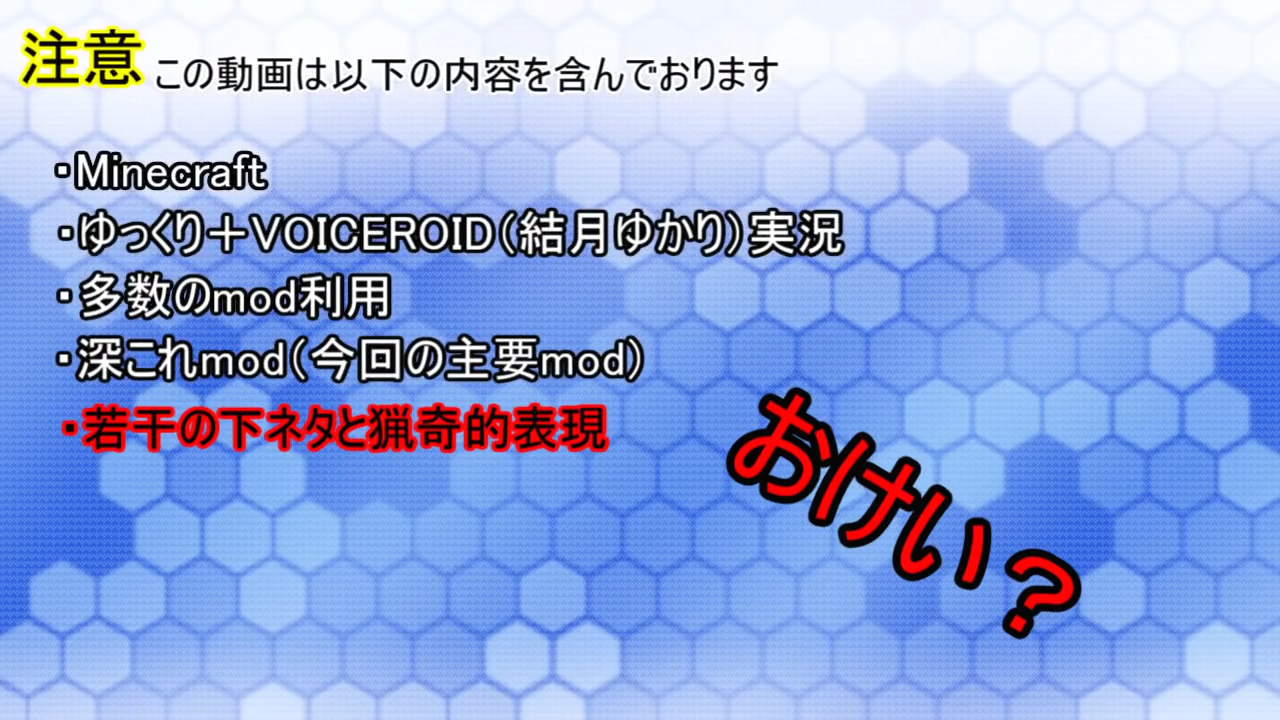 注意 この動画は以下の内容を含んでおります
・Minecraft
・ゆっくり＋VOICEROID（結月ゆかり）実況
・多数のmod利用
・深これmod（今回の主要mod）
・若干の下ネタと猟奇的表現
おけい？